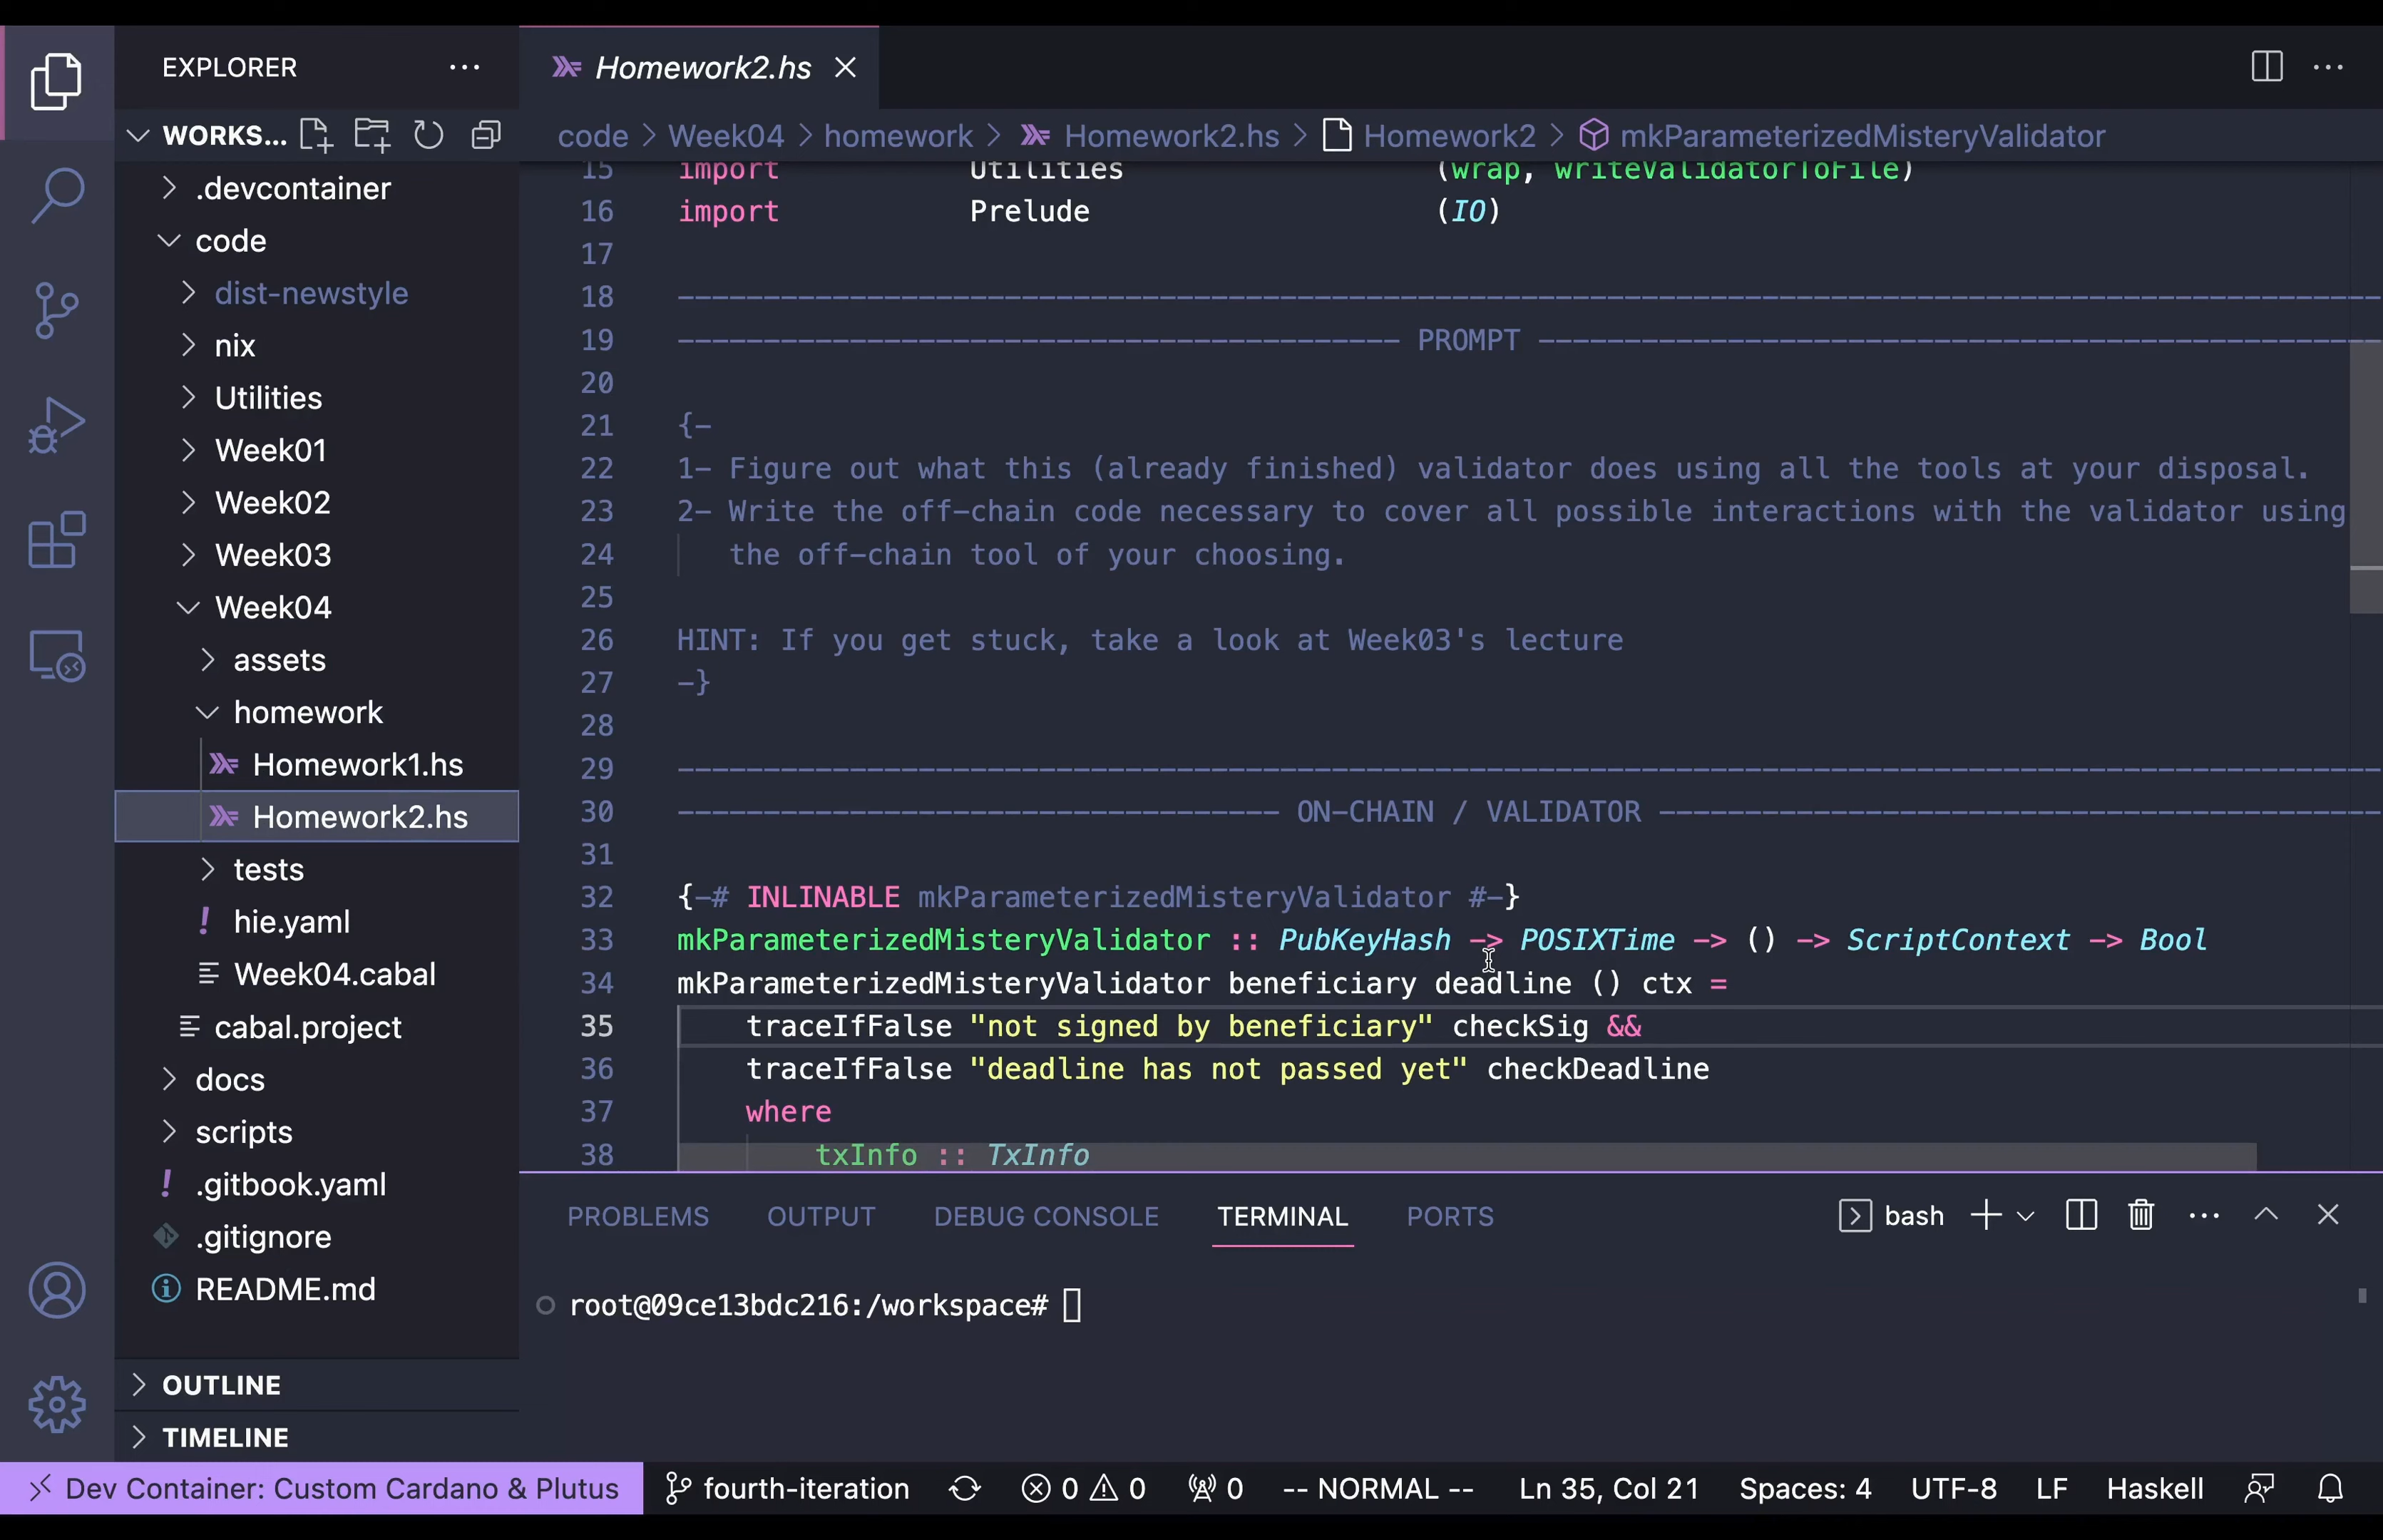 EXPLORER
Homework2.hs
WORKS...
code > Week04 > homework > Homework2.hs > Homework2 > mkParameterizedMisteryValidator
.devcontainer
code
dist-newstyle
nix
Utilities
Week01
Week02
Week03
Week04
assets
homework
Homework1.hs
Homework2.hs
tests
hie.yaml
Week04.cabal
cabal.project
docs
scripts
.gitbook.yaml
.gitignore
README.md
OUTLINE
TIMELINE
15 import Utilities (wrap, writeValidatorToFile)
16 import Prelude (IO)
17
18 ----------------------------------------------------------------------------------------------------
19 ------------------------------------------ PROMPT ------------------------------------------------
20
21 {-
22 1- Figure out what this (already finished) validator does using all the tools at your disposal.
23 2- Write the off-chain code necessary to cover all possible interactions with the validator using
24 the off-chain tool of your choosing.
25
26 HINT: If you get stuck, take a look at Week03's lecture
27 -}
28
29 ----------------------------------------------------------------------------------------------------
30 ----------------------------------- ON-CHAIN / VALIDATOR ------------------------------------------
31
32 {-# INLINABLE mkParameterizedMisteryValidator #-}
33 mkParameterizedMisteryValidator :: PubKeyHash -> POSIXTime -> () -> ScriptContext -> Bool
34 mkParameterizedMisteryValidator beneficiary deadline () ctx =
35 traceIfFalse "not signed by beneficiary" checkSig &&
36 traceIfFalse "deadline has not passed yet" checkDeadline
37 where
38 txInfo :: TxInfo
PROBLEMS OUTPUT DEBUG CONSOLE TERMINAL PORTS
bash
root@09ce13bdc216:/workspace#
Dev Container: Custom Cardano & Plutus
fourth-iteration
0 0 0
-- NORMAL --
Ln 35, Col 21
Spaces: 4
UTF-8
LF
Haskell